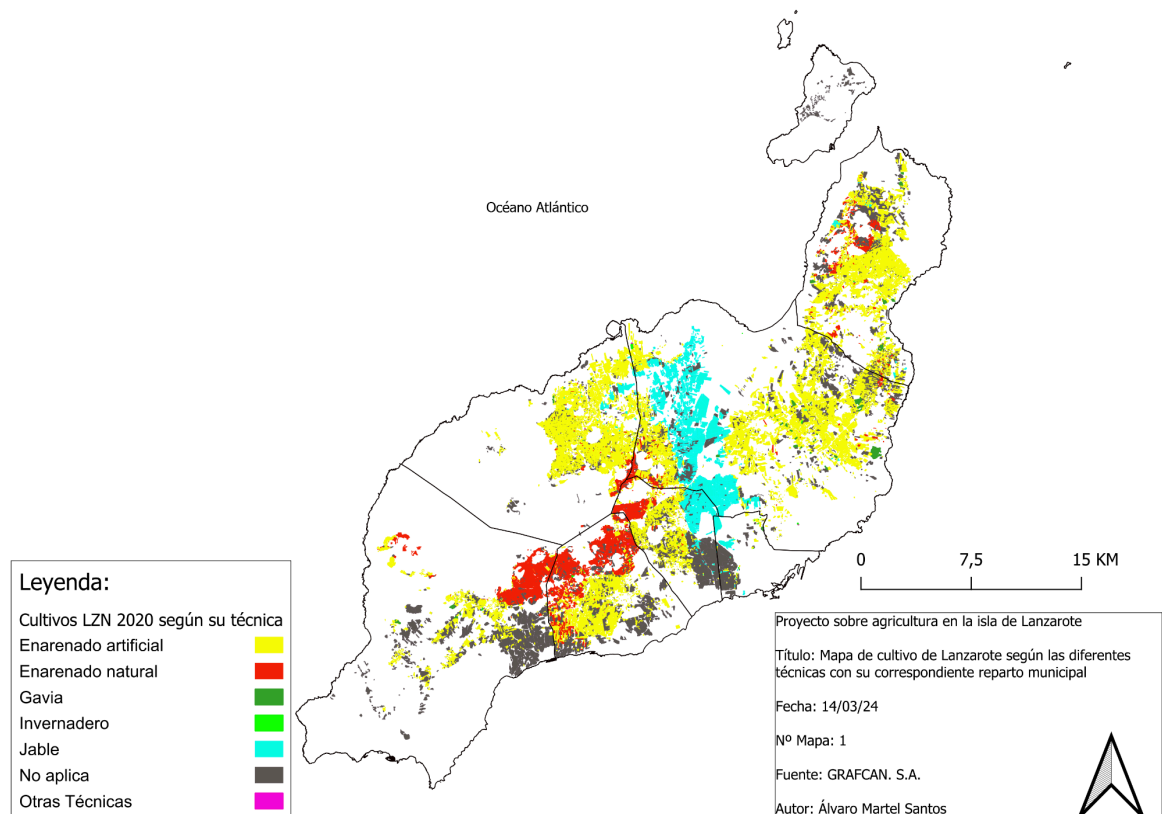 Océano Atlántico
Leyenda:
Cultivos LZN 2020 según su técnica
Enarenado artificial
Enarenado natural
Gavia
Invernadero
Jable
No aplica
Otras Técnicas
0 7,5 15 KM
Proyecto sobre agricultura en la isla de Lanzarote
Título: Mapa de cultivo de Lanzarote según las diferentes
técnicas con su correspondiente reparto municipal
Fecha: 14/03/24
Nº Mapa: 1
Fuente: GRAFCAN. S.A.
Autor: Álvaro Martel Santos